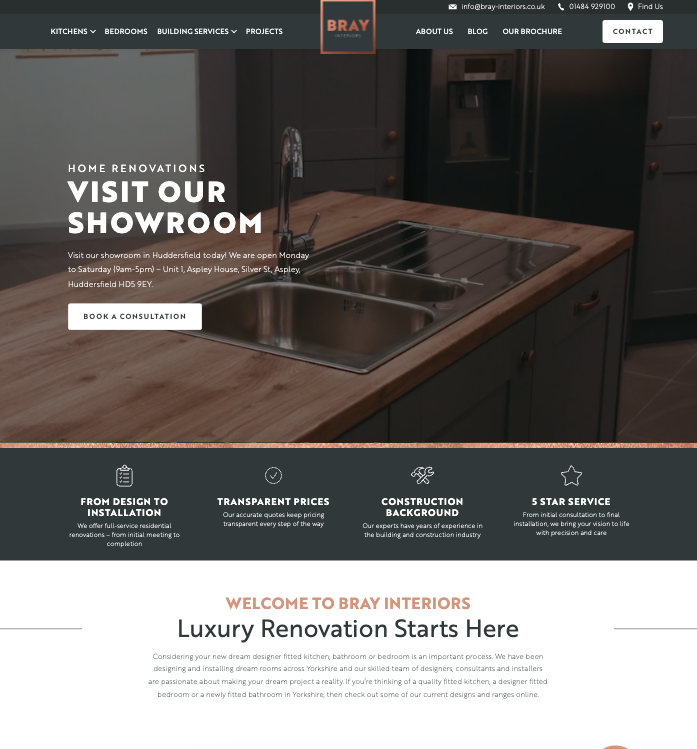 info@bray-interiors.co.uk 01484 929100 Find Us
KITCHENS BEDROOMS BUILDING SERVICES PROJECTS
BRAY
INTERIORS
ABOUT US BLOG OUR BROCHURE CONTACT
HOME RENOVATIONS
VISIT OUR
SHOWROOM
Visit our showroom in Huddersfield today! We are open Monday
to Saturday (9am-5pm) – Unit 1, Aspley House, Silver St, Aspley,
Huddersfield HD5 9EY.
BOOK A CONSULTATION
FROM DESIGN TO
INSTALLATION
We offer full-service residential
renovations – from initial meeting to
completion
TRANSPARENT PRICES
Our accurate quotes keep pricing
transparent every step of the way
CONSTRUCTION
BACKGROUND
Our experts have years of experience in
the building and construction industry
5 STAR SERVICE
From initial consultation to final
installation, we bring your vision to life
with precision and care
WELCOME TO BRAY INTERIORS
Luxury Renovation Starts Here
Considering your new dream designer fitted kitchen, bathroom or bedroom is an important process. We have been
designing and installing dream rooms across Yorkshire and our skilled team of designers, consultants and installers
are passionate about making your dream project a reality. If you're thinking of a quality fitted kitchen, a designer fitted
bedroom or a newly fitted bathroom in Yorkshire, then check out some of our current designs and ranges online.